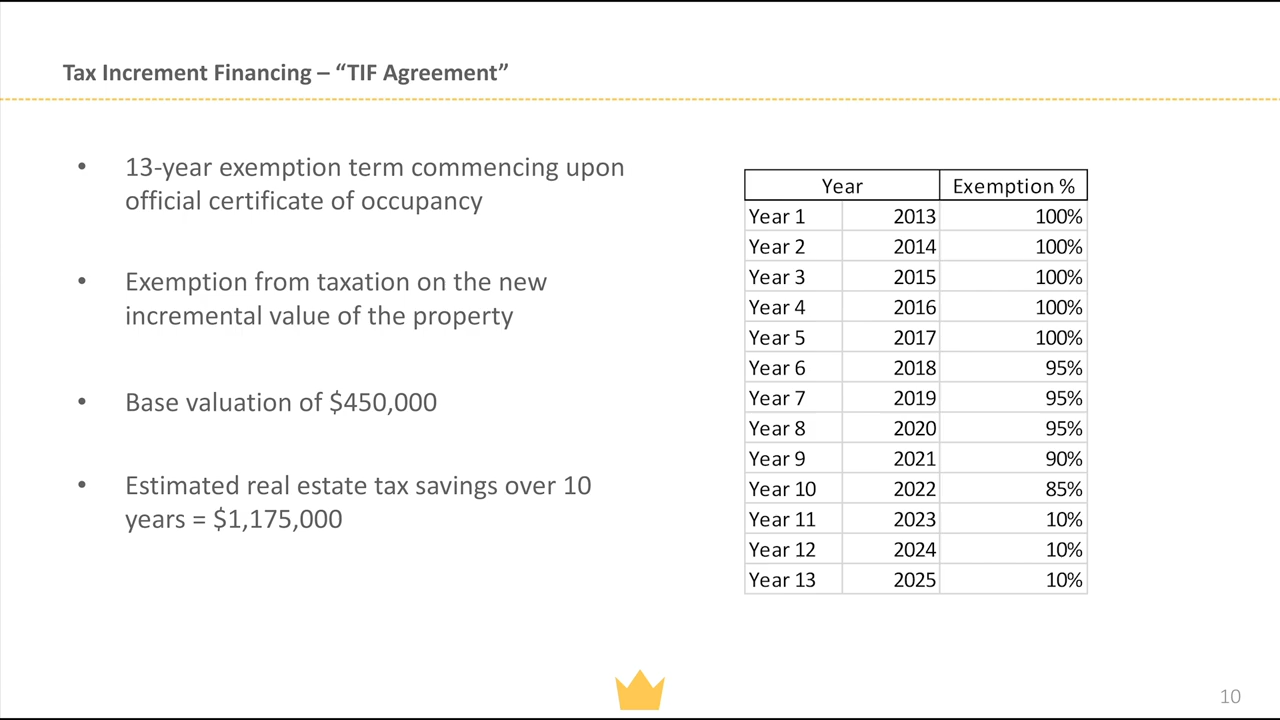 Tax Increment Financing – “TIF Agreement”
• 13-year exemption term commencing upon
official certificate of occupancy
• Exemption from taxation on the new
incremental value of the property
• Base valuation of $450,000
• Estimated real estate tax savings over 10
years = $1,175,000
Year Exemption %
Year 1 2013 100%
Year 2 2014 100%
Year 3 2015 100%
Year 4 2016 100%
Year 5 2017 100%
Year 6 2018 95%
Year 7 2019 95%
Year 8 2020 95%
Year 9 2021 90%
Year 10 2022 85%
Year 11 2023 10%
Year 12 2024 10%
Year 13 2025 10%
10